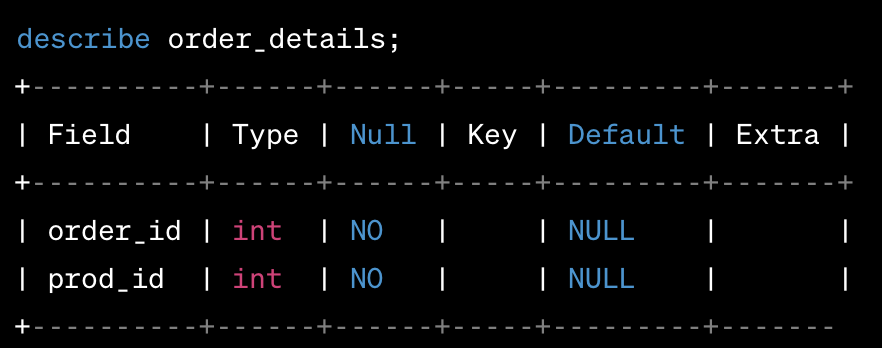 describe order_details;
+----------+------+------+-----+---------+-------+
| Field    | Type | Null | Key | Default | Extra |
+----------+------+------+-----+---------+-------+
| order_id | int  | NO   |     | NULL    |       |
| prod_id  | int  | NO   |     | NULL    |       |
+----------+------+------+-----+---------+-------